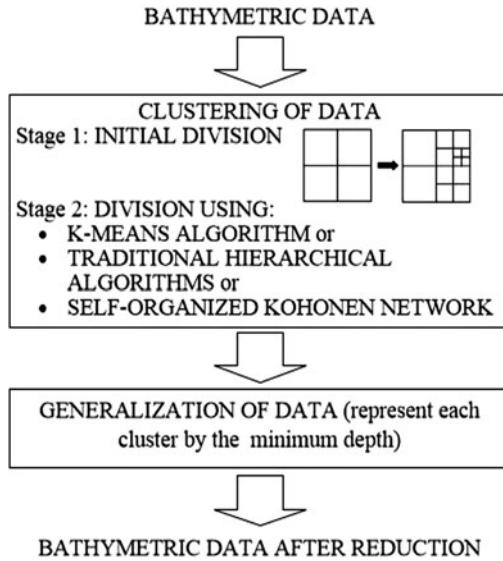 BATHYMETRIC DATA
CLUSTERING OF DATA
Stage 1: INITIAL DIVISION
Stage 2: DIVISION USING:
• K-MEANS ALGORITHM or
• TRADITIONAL HIERARCHICAL
ALGORITHMS or
• SELF-ORGANIZED KOHONEN NETWORK
GENERALIZATION OF DATA (represent each
cluster by the minimum depth)
BATHYMETRIC DATA AFTER REDUCTION